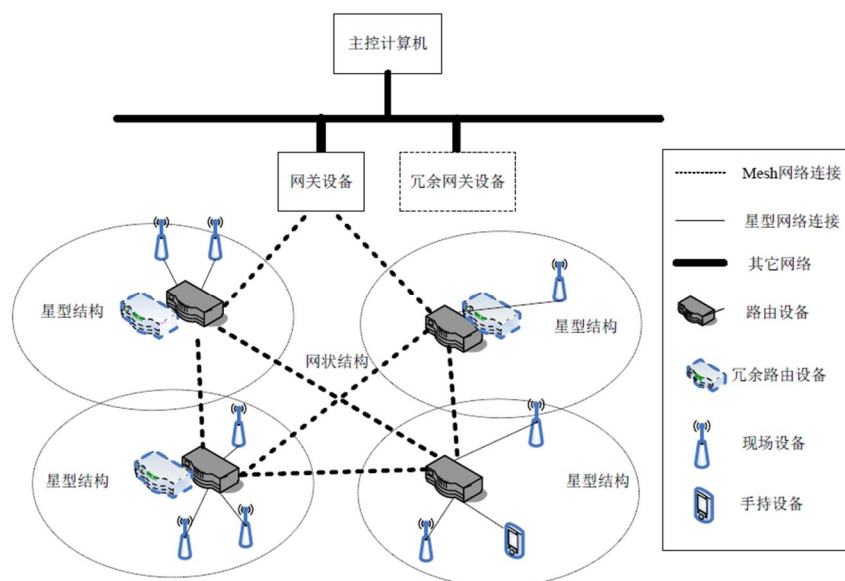 主控计算机
网关设备
冗余网关设备
星型结构
星型结构
网状结构
星型结构
星型结构
Mesh网络连接
星型网络连接
其它网络
路由设备
冗余路由设备
现场设备
手持设备